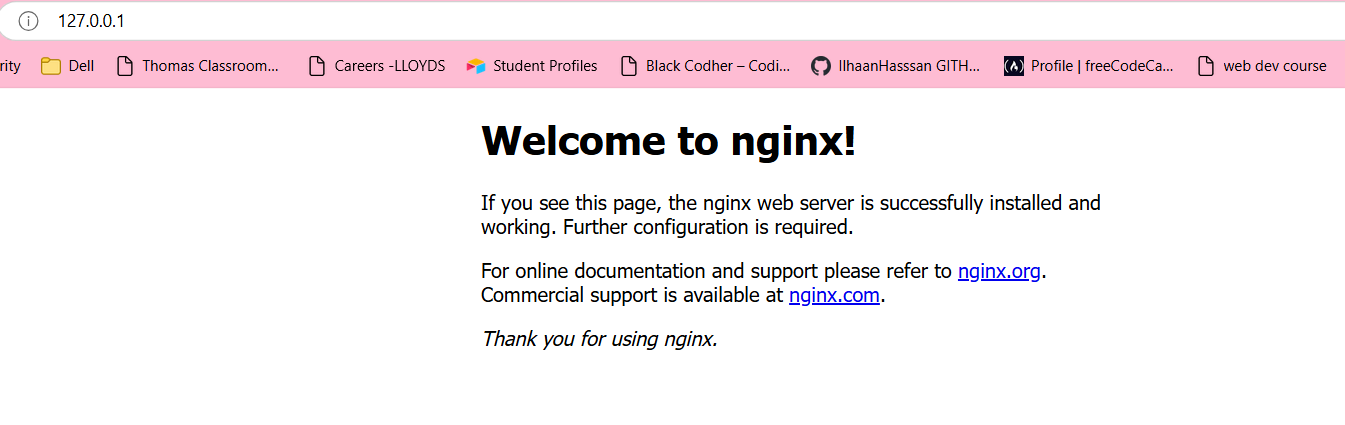 127.0.0.1
rity Dell Thomas Classroom... Careers -LLOYDS Student Profiles Black Codher – Codi... IlhaanHasssan GITH... Profile | freeCodeCa... web dev course
Welcome to nginx!
If you see this page, the nginx web server is successfully installed and
working. Further configuration is required.
For online documentation and support please refer to nginx.org.
Commercial support is available at nginx.com.
Thank you for using nginx.